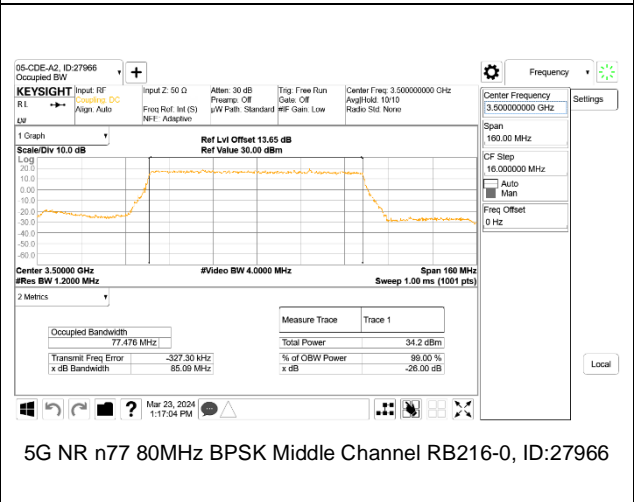 05-CDE-A2, ID:27966
Occupied BW
Frequency
KEYSIGHT
Input: RF
Coupling: DC
Align: Auto
Input Z: 50 Ω
Freq Ref: Int (S)
NFE: Adaptive
Atten: 30 dB
Preamp: Off
µW Path: Standard
Trig: Free Run
Gate: Off
#IF Gain: Low
Center Freq: 3.500000000 GHz
Avg|Hold: 10/10
Radio Std: None
Center Frequency
3.500000000 GHz
Settings
Span
160.00 MHz
CF Step
16.000000 MHz
Auto
Man
Freq Offset
0 Hz
1 Graph
Scale/Div 10.0 dB
Ref Lvl Offset 13.65 dB
Ref Value 30.00 dBm
Log
20.0
10.0
0.00
-10.0
-20.0
-30.0
-40.0
-50.0
-60.0
Center 3.50000 GHz
#Res BW 1.2000 MHz
#Video BW 4.0000 MHz
Span 160 MHz
Sweep 1.00 ms (1001 pts)
2 Metrics
Measure Trace Trace 1
Occupied Bandwidth
77.476 MHz
Total Power 34.2 dBm
Transmit Freq Error -327.30 kHz
% of OBW Power 99.00 %
x dB Bandwidth 85.09 MHz
x dB -26.00 dB
Local
?
Mar 23, 2024
1:17:04 PM
5G NR n77 80MHz BPSK Middle Channel RB216-0, ID:27966